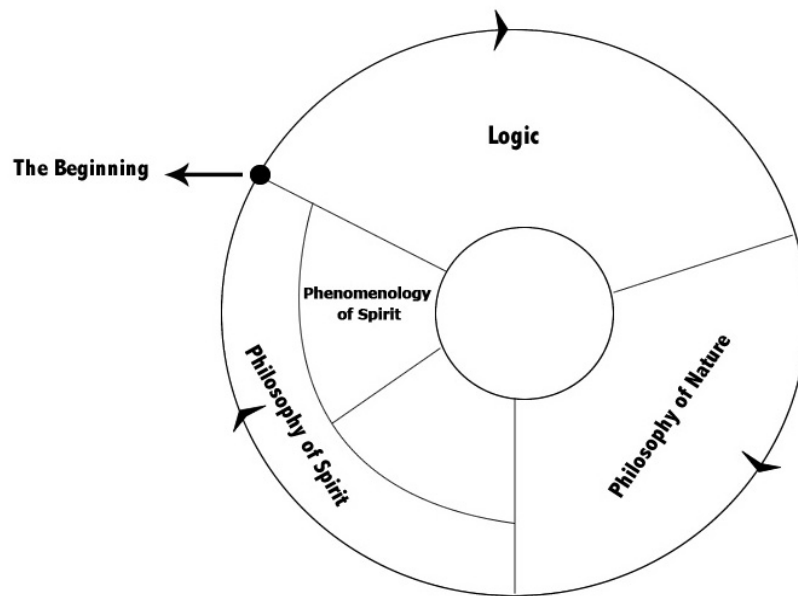 Logic
The Beginning
Phenomenology
of Spirit
Philosophy of Spirit
Philosophy of Nature